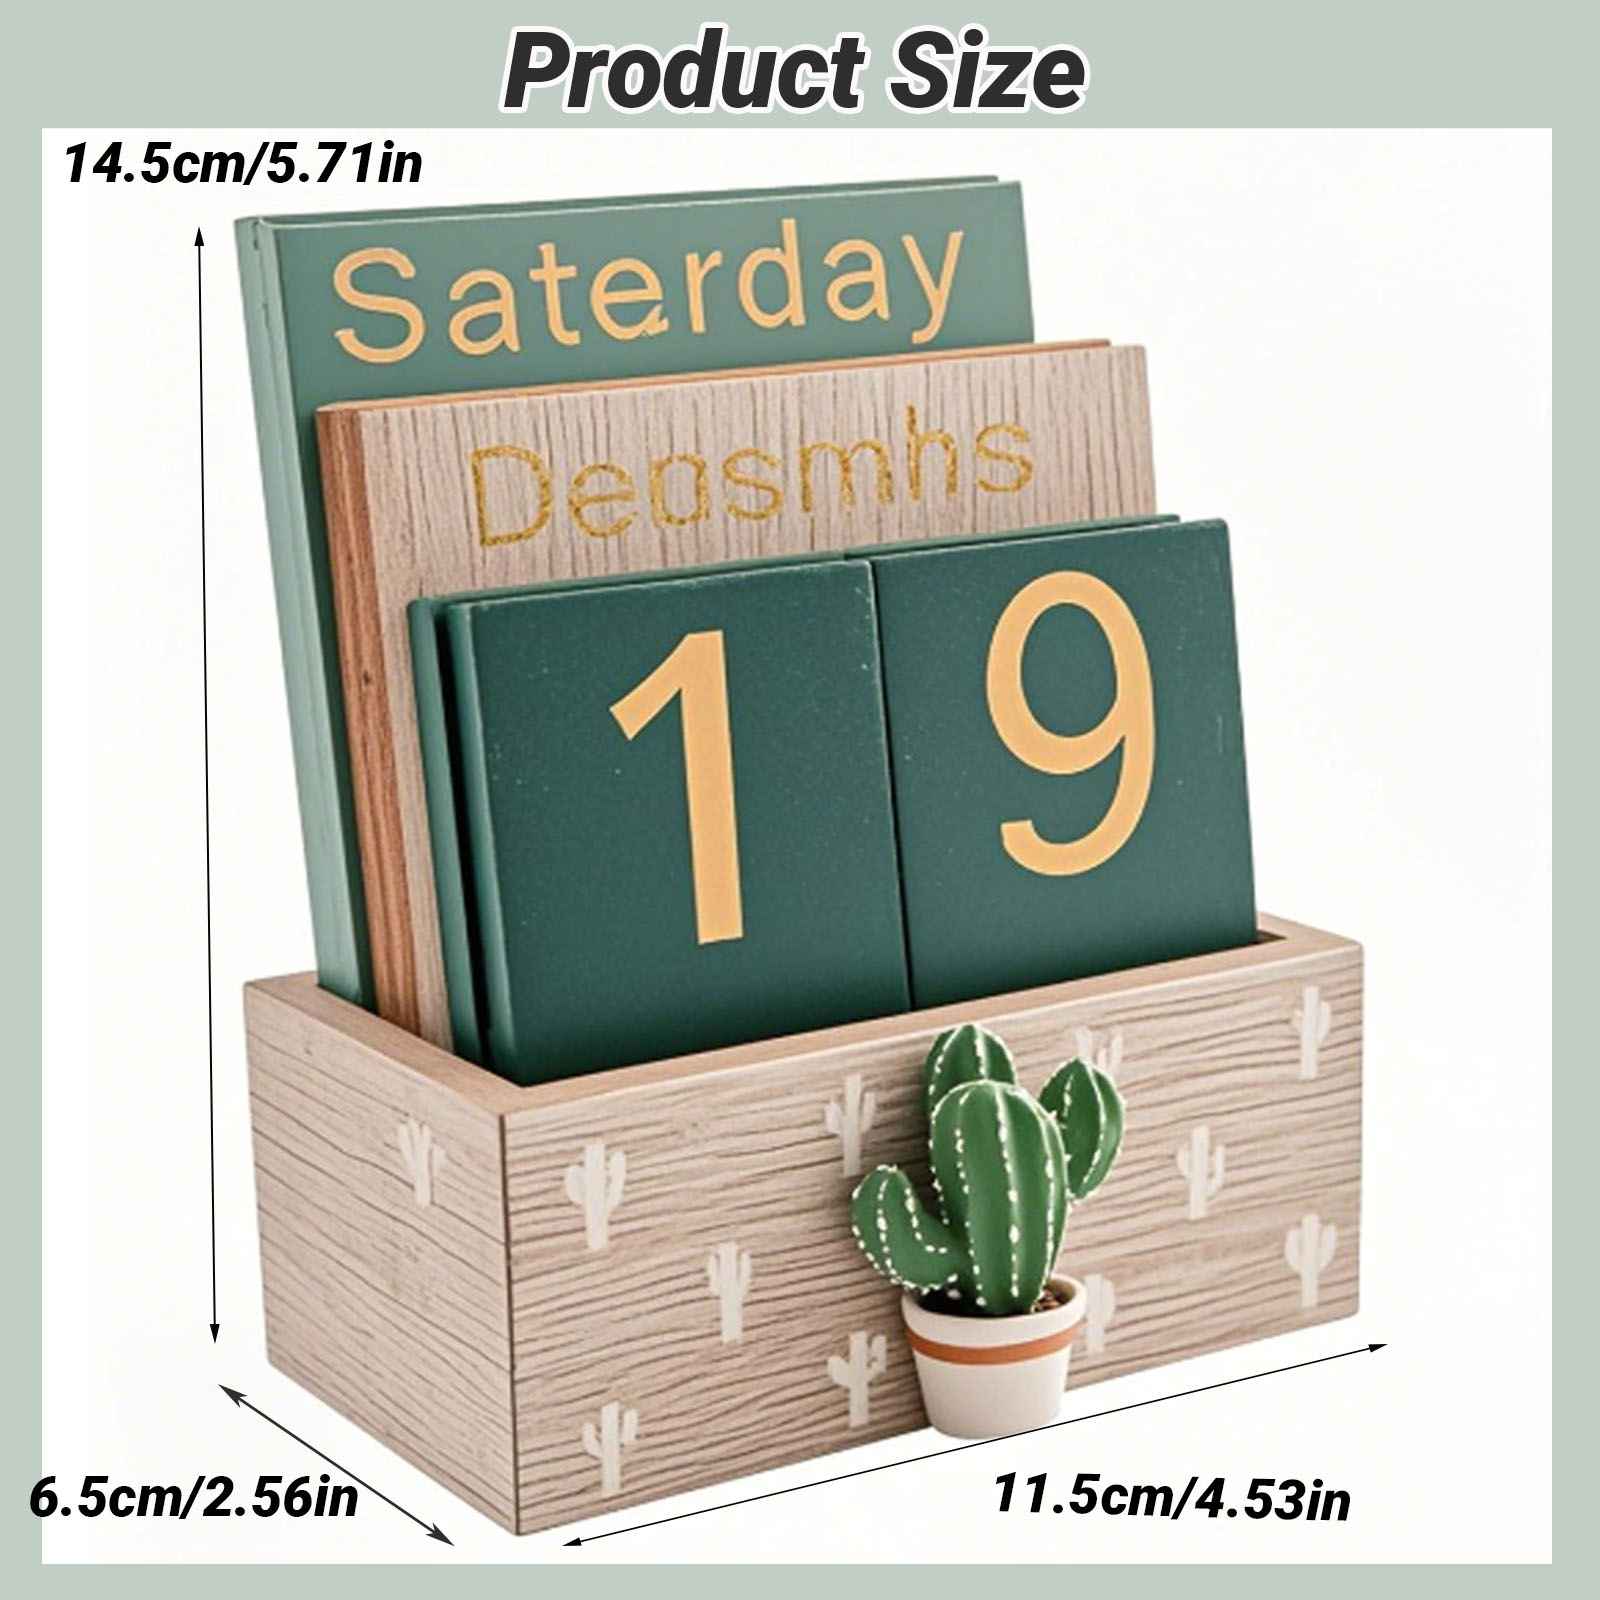 Product Size
14.5cm/5.71in
Saterday
Deasmhs
1 9
6.5cm/2.56in
11.5cm/4.53in